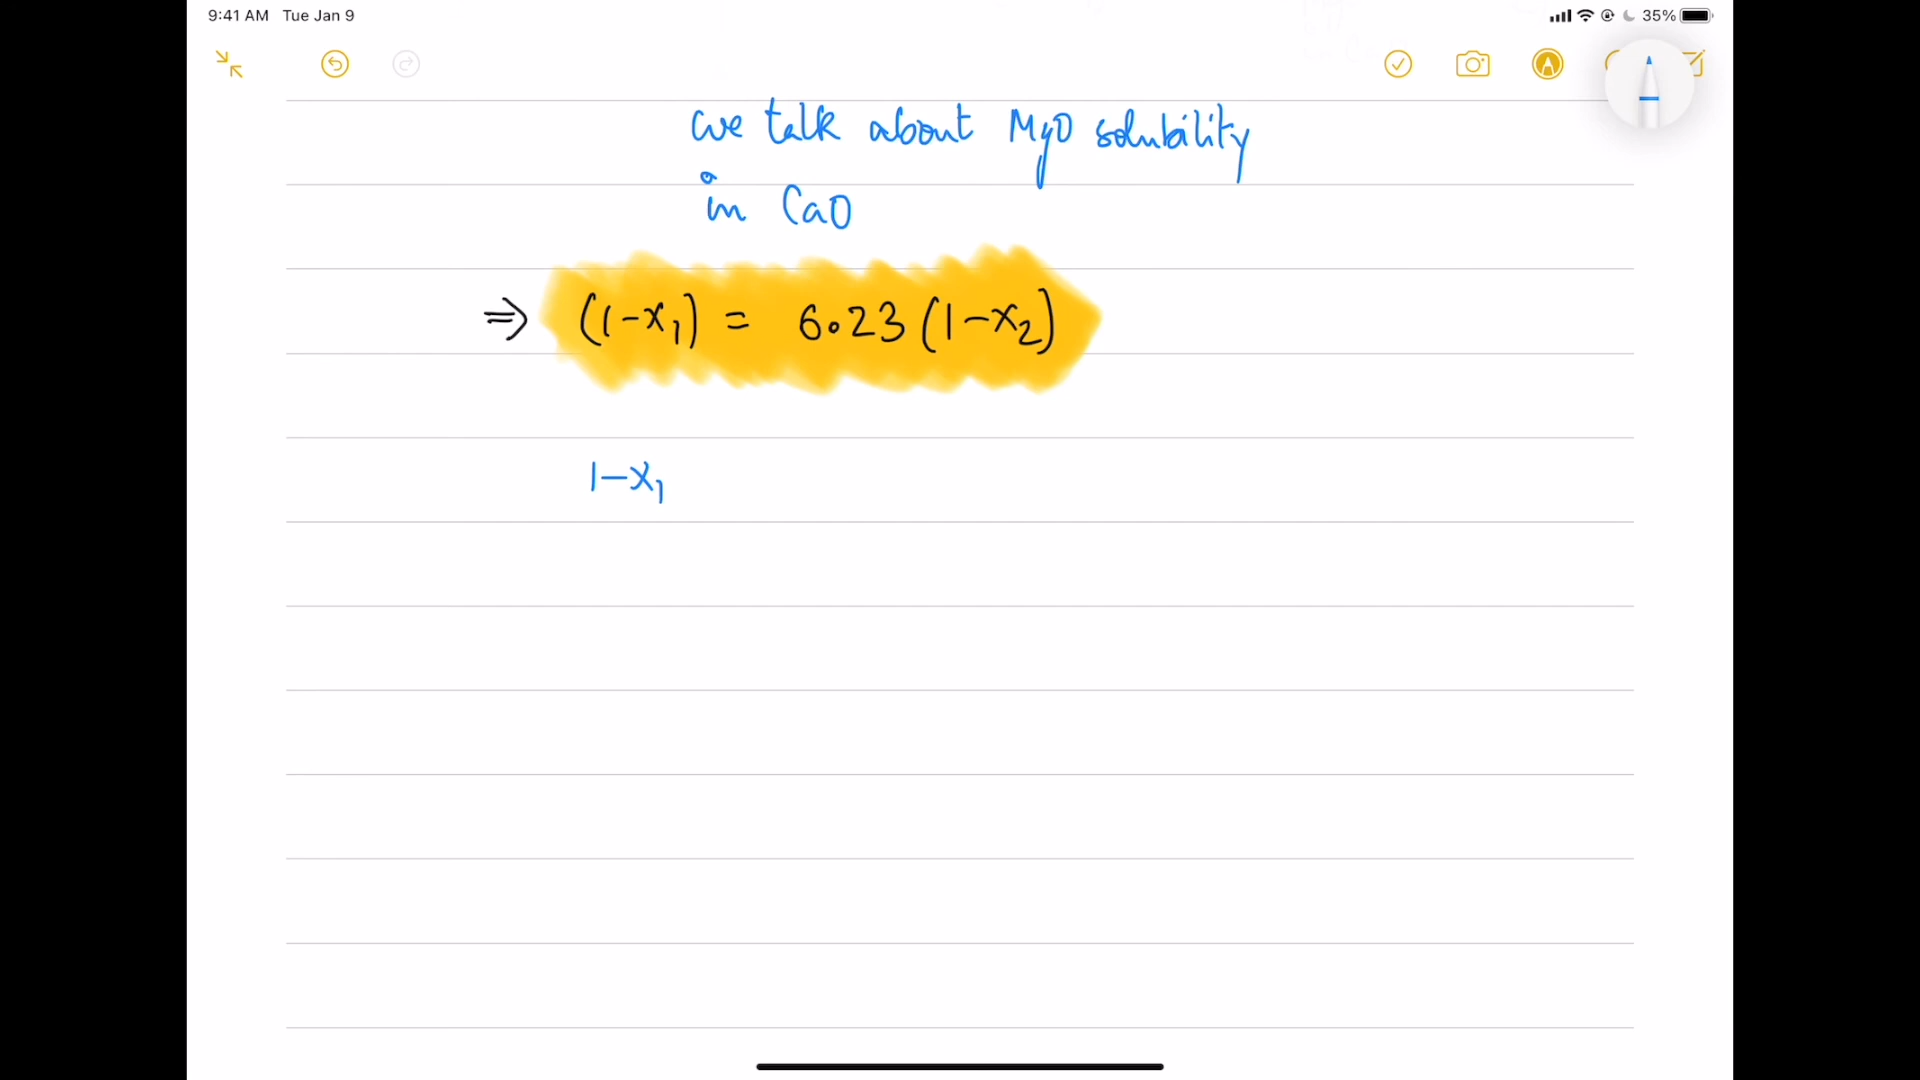 9:41 AM Tue Jan 9 35%
we talk about MgO solubility
in CaO
⇒ (1-x₁) = 6.23 (1-x₂)
1-x₁